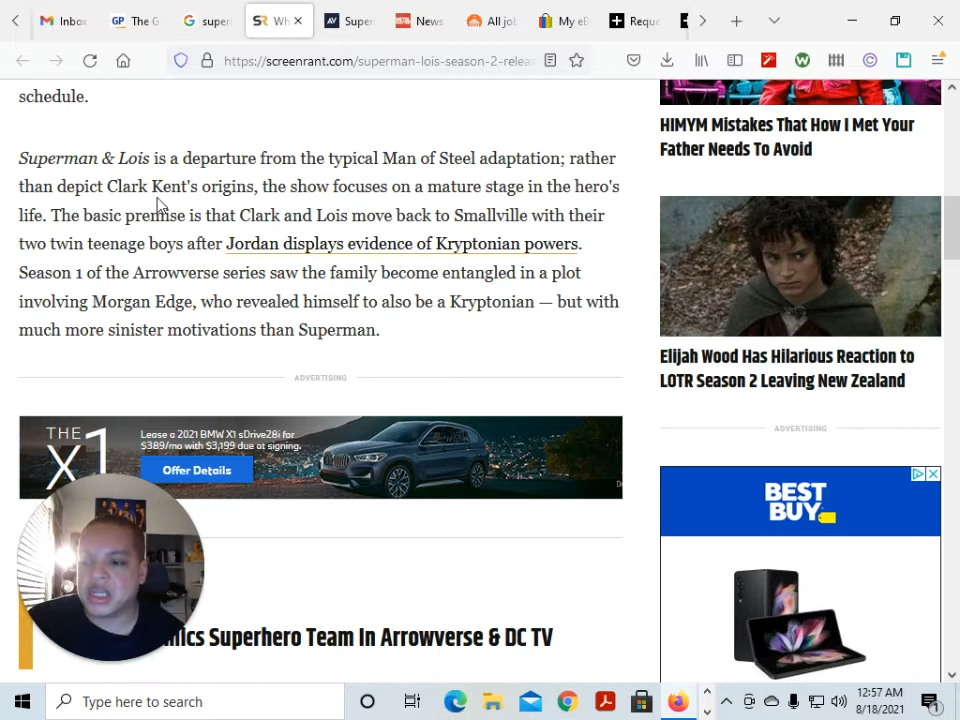 Inbox
GP The G
G super
SR Wh
Super
News
All jo
My eB
Reque
https://screenrant.com/superman-lois-season-2-relea
schedule.
Superman & Lois is a departure from the typical Man of Steel adaptation; rather
than depict Clark Kent's origins, the show focuses on a mature stage in the hero's
life. The basic premise is that Clark and Lois move back to Smallville with their
two twin teenage boys after Jordan displays evidence of Kryptonian powers.
Season 1 of the Arrowverse series saw the family become entangled in a plot
involving Morgan Edge, who revealed himself to also be a Kryptonian — but with
much more sinister motivations than Superman.
ADVERTISING
THE
X1
Lease a 2021 BMW X1 sDrive28i for
$389/mo with $3,199 due at signing.
Offer Details
ics Superhero Team In Arrowverse & DC TV
HIMYM Mistakes That How I Met Your
Father Needs To Avoid
Elijah Wood Has Hilarious Reaction to
LOTR Season 2 Leaving New Zealand
ADVERTISING
BEST
BUY
Type here to search
12:57 AM
8/18/2021